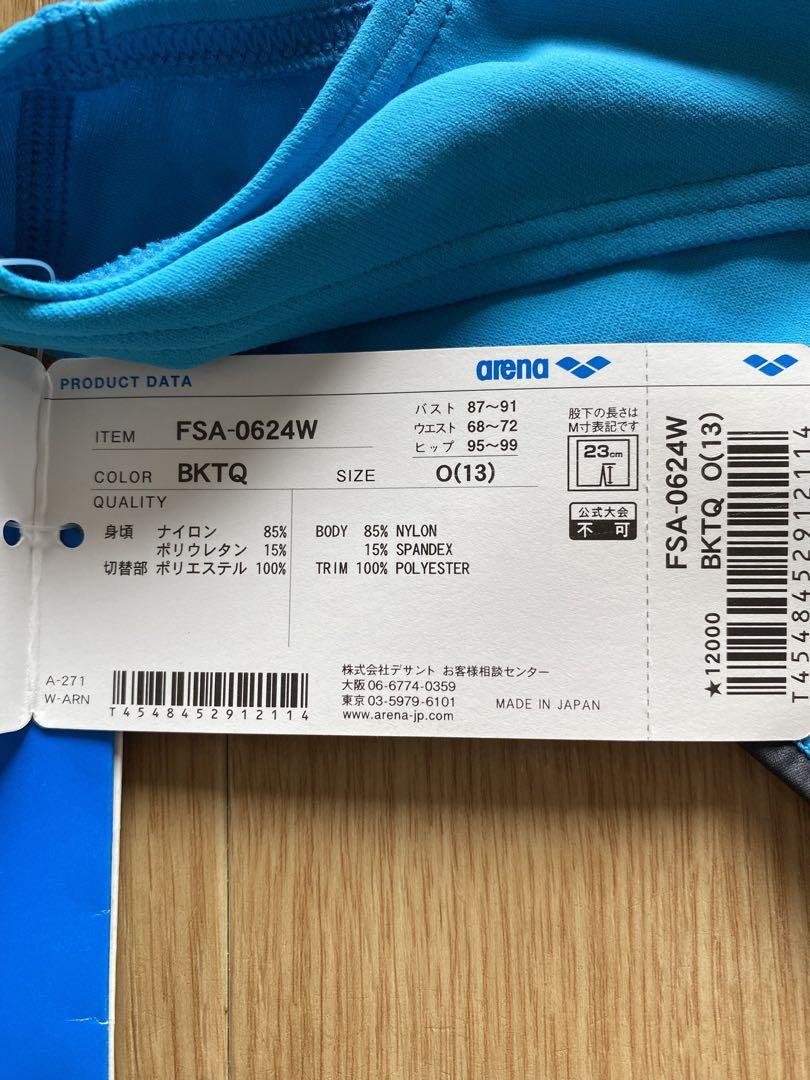 PRODUCT DATA
arena
ITEM FSA-0624W
バスト 87〜91
ウエスト 68〜72
ヒップ 95〜99
COLOR BKTQ SIZE O(13)
QUALITY
身頃 ナイロン 85%
ポリウレタン 15%
切替部 ポリエステル 100%
BODY 85% NYLON
15% SPANDEX
TRIM 100% POLYESTER
股下の長さは
M寸表記です
23cm
公式大会
不可
A-271
W-ARN
T4548452912114
株式会社デサント お客様相談センター
大阪 06-6774-0359
東京 03-5979-6101
www.arena-jp.com
MADE IN JAPAN
FSA-0624W
BKTQ O(13)
★12000
T4548452912114